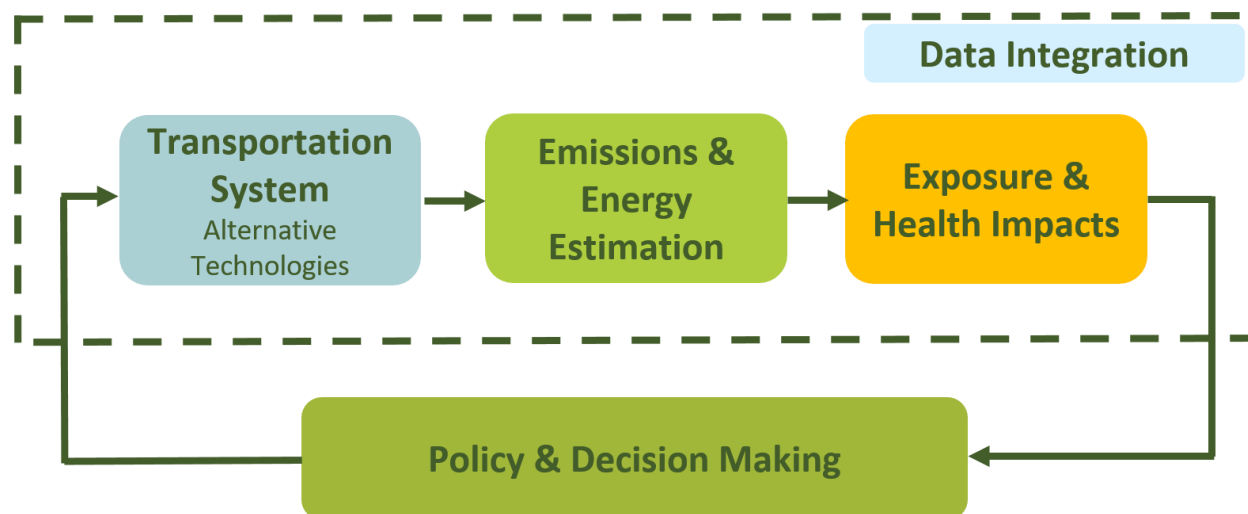 Data Integration
Transportation
System
Alternative
Technologies
Emissions &
Energy
Estimation
Exposure &
Health Impacts
Policy & Decision Making